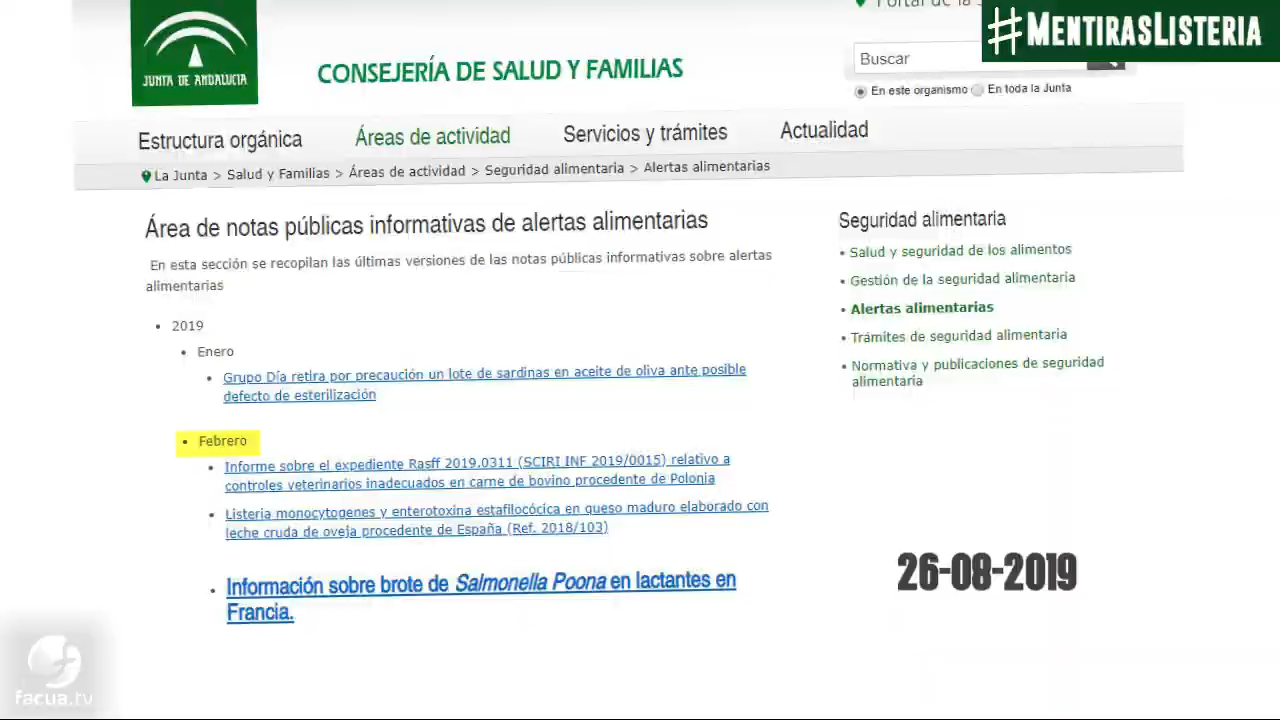 Portal de la
#MENTIRASLISTERIA
JUNTA DE ANDALUCIA
CONSEJERÍA DE SALUD Y FAMILIAS
Buscar
En este organismo En toda la Junta
Estructura orgánica Áreas de actividad Servicios y trámites Actualidad
La Junta > Salud y Familias > Áreas de actividad > Seguridad alimentaria > Alertas alimentarias
Área de notas públicas informativas de alertas alimentarias
En esta sección se recopilan las últimas versiones de las notas públicas informativas sobre alertas
alimentarias
• 2019
• Enero
• Grupo Día retira por precaución un lote de sardinas en aceite de oliva ante posible
defecto de esterilización
• Febrero
• Informe sobre el expediente Rasff 2019.0311 (SCIRI INF 2019/0015) relativo a
controles veterinarios inadecuados en carne de bovino procedente de Polonia
• Listeria monocytogenes y enterotoxina estafilocócica en queso maduro elaborado con
leche cruda de oveja procedente de España (Ref. 2018/103)
• Información sobre brote de Salmonella Poona en lactantes en
Francia.
Seguridad alimentaria
• Salud y seguridad de los alimentos
• Gestión de la seguridad alimentaria
• Alertas alimentarias
• Trámites de seguridad alimentaria
• Normativa y publicaciones de seguridad
alimentaria
26-08-2019
facua.tv